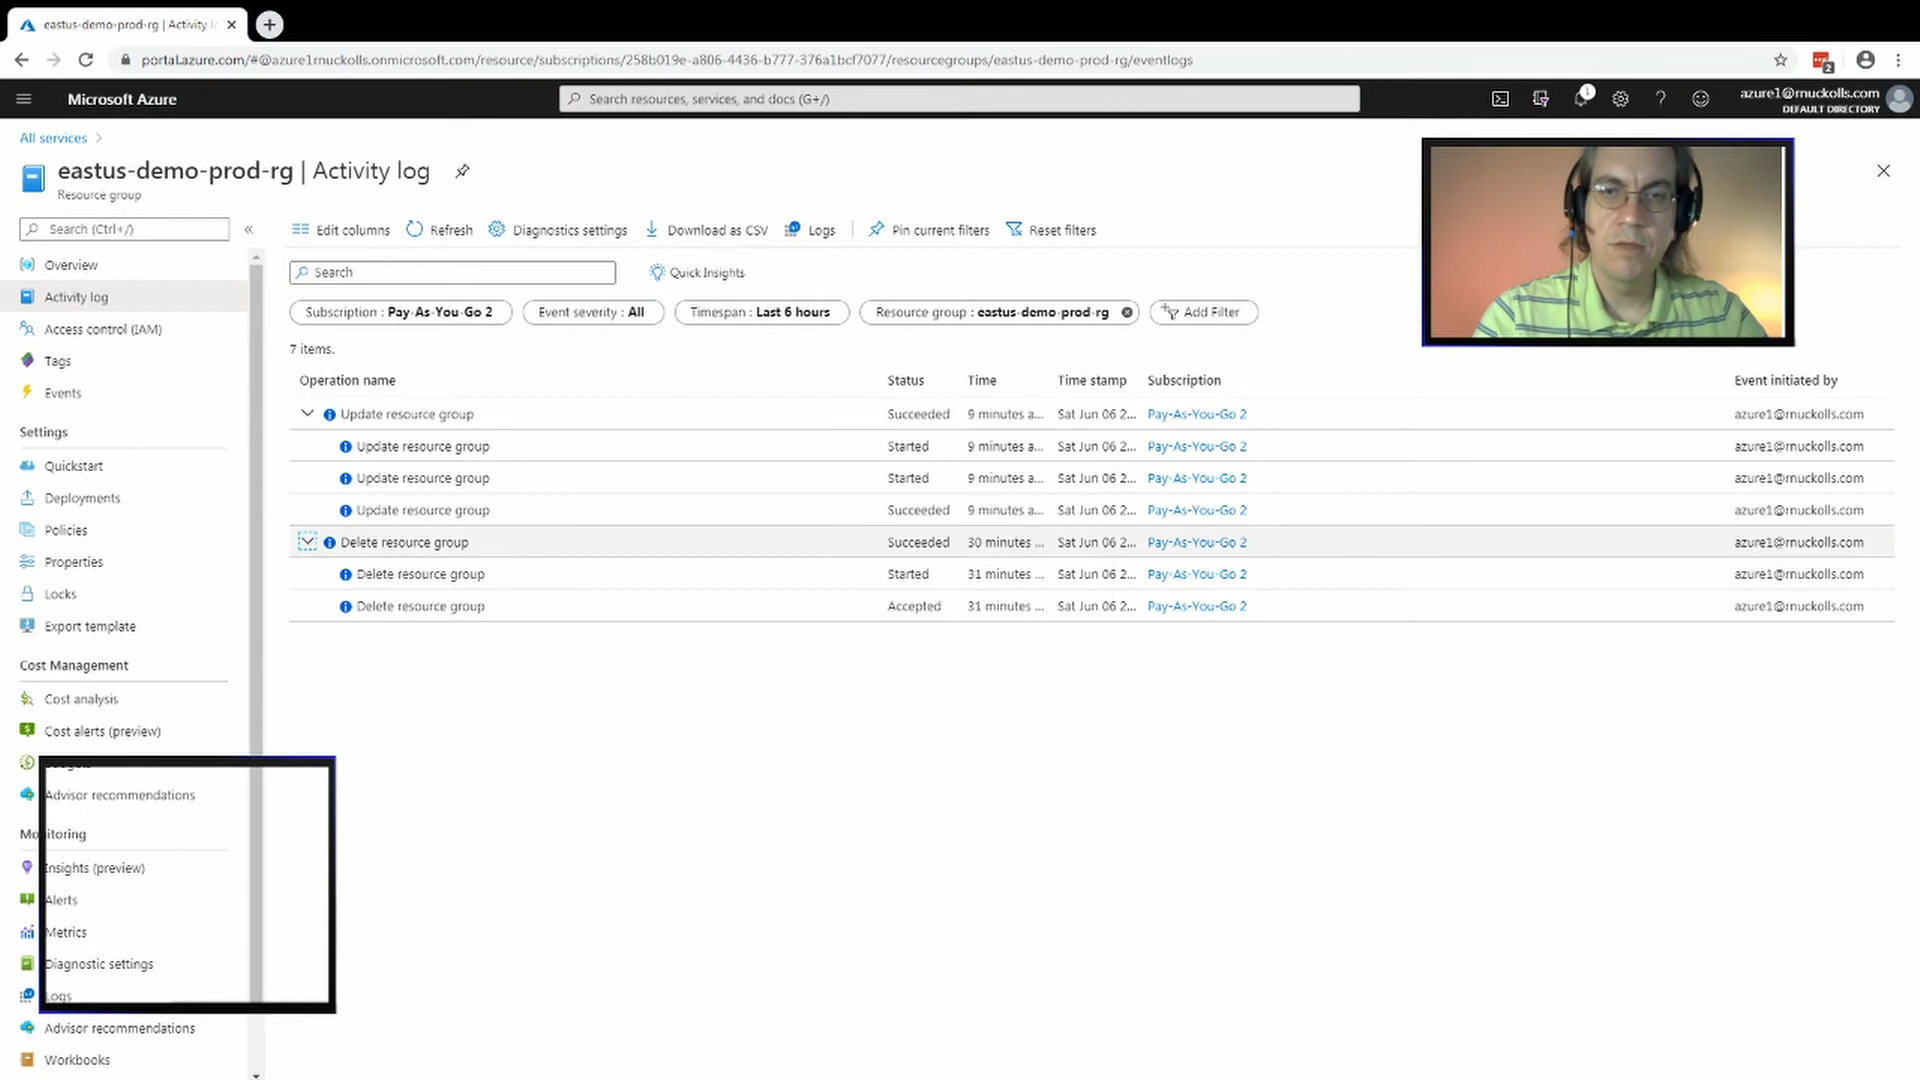 eastus-demo-prod-rg | Activity l
portal.azure.com/#@azure1rnuckolls.onmicrosoft.com/resource/subscriptions/258b019e-a806-4436-b777-376a1bcf7077/resourcegroups/eastus-demo-prod-rg/eventlogs
2
Microsoft Azure
Search resources, services, and docs (G+/)
1
azure1@rnuckolls.com
DEFAULT DIRECTORY
All services
eastus-demo-prod-rg | Activity log
Resource group
Search (Ctrl+/)
Overview
Activity log
Access control (IAM)
Tags
Events
Settings
Quickstart
Deployments
Policies
Properties
Locks
Export template
Cost Management
Cost analysis
Cost alerts (preview)
Advisor recommendations
Monitoring
Insights (preview)
Alerts
Metrics
Diagnostic settings
Logs
Advisor recommendations
Workbooks
Edit columns Refresh Diagnostics settings Download as CSV Logs Pin current filters Reset filters
Search Quick Insights
Subscription : Pay-As-You-Go 2 Event severity : All Timespan : Last 6 hours Resource group : eastus-demo-prod-rg Add Filter
7 items.
Operation name Status Time Time stamp Subscription Event initiated by
Update resource group Succeeded 9 minutes a... Sat Jun 06 2... Pay-As-You-Go 2 azure1@rnuckolls.com
Update resource group Started 9 minutes a... Sat Jun 06 2... Pay-As-You-Go 2 azure1@rnuckolls.com
Update resource group Started 9 minutes a... Sat Jun 06 2... Pay-As-You-Go 2 azure1@rnuckolls.com
Update resource group Succeeded 9 minutes a... Sat Jun 06 2... Pay-As-You-Go 2 azure1@rnuckolls.com
Delete resource group Succeeded 30 minutes ... Sat Jun 06 2... Pay-As-You-Go 2 azure1@rnuckolls.com
Delete resource group Started 31 minutes ... Sat Jun 06 2... Pay-As-You-Go 2 azure1@rnuckolls.com
Delete resource group Accepted 31 minutes ... Sat Jun 06 2... Pay-As-You-Go 2 azure1@rnuckolls.com